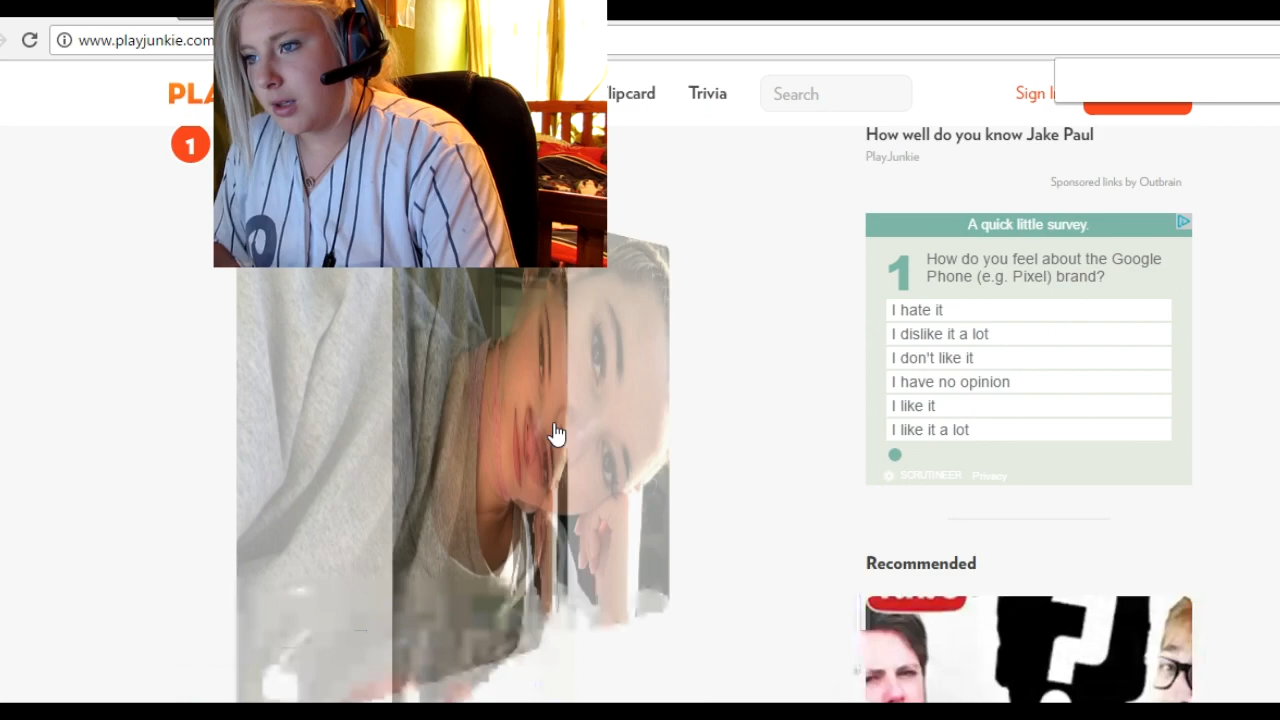 www.playjunkie.com
Trivia
Search
Sign
1
How well do you know Jake Paul
PlayJunkie
Sponsored links by Outbrain
A quick little survey.
1
How do you feel about the Google
Phone (e.g. Pixel) brand?
I hate it
I dislike it a lot
I don't like it
I have no opinion
I like it
I like it a lot
SCRUTINEER Privacy
Recommended